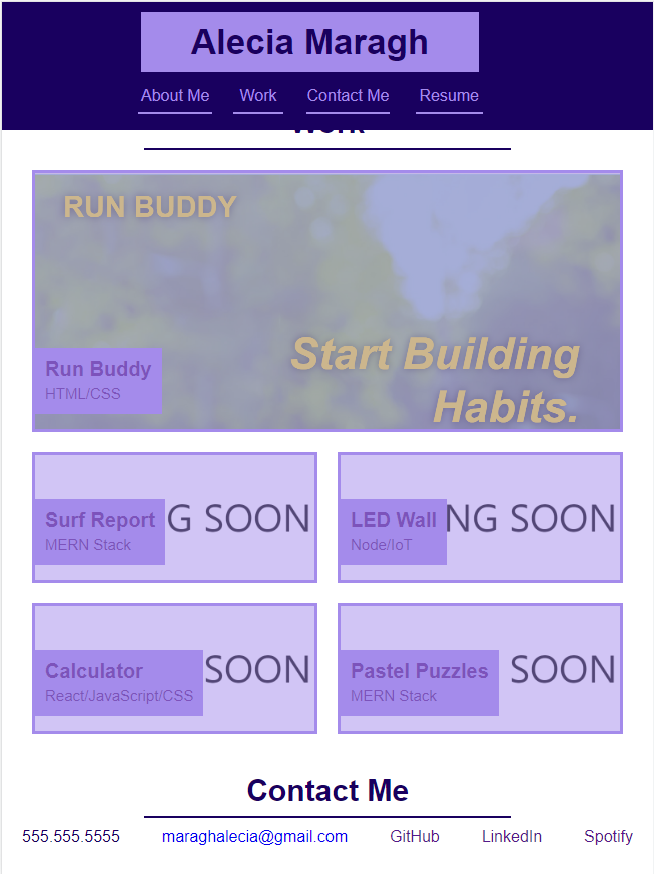 Alecia Maragh
About Me Work Contact Me Resume
Work
RUN BUDDY
Start Building
Habits.
Run Buddy
HTML/CSS
Surf Report
MERN Stack
G SOON
LED Wall
Node/IoT
NG SOON
Calculator
React/JavaScript/CSS
SOON
Pastel Puzzles
MERN Stack
SOON
Contact Me
555.555.5555 maraghalecia@gmail.com GitHub LinkedIn Spotify